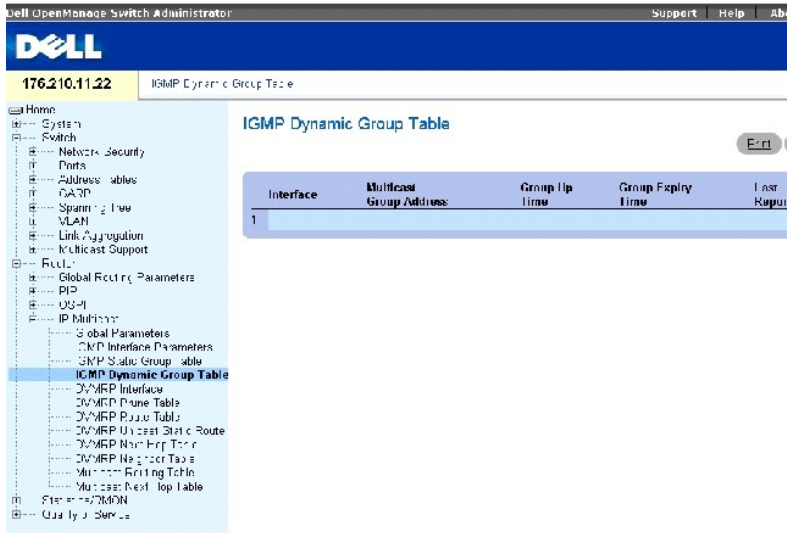 Dell OpenManage Switch Administrator
Support Help Ab
DELL
176.210.11.22
IGMP Dynamic Group Table
Home
System
Switch
Network Security
Ports
Address Tables
GARP
Spanning Tree
VLAN
Link Aggregation
Multicast Support
Router
Global Routing Parameters
RIP
OSPF
IP Multicast
Global Parameters
IGMP Interface Parameters
IGMP Static Group Table
IGMP Dynamic Group Table
DVMRP Interface
DVMRP Prune Table
DVMRP Route Table
DVMRP Unicast Static Route
DVMRP Next Hop Table
DVMRP Neighbor Table
Multicast Routing Table
Multicast Next Hop Table
Statistics/RMON
Quality of Service
IGMP Dynamic Group Table
Print
Interface
Multicast Group Address
Group Up Time
Group Expiry Time
Last Repor
1